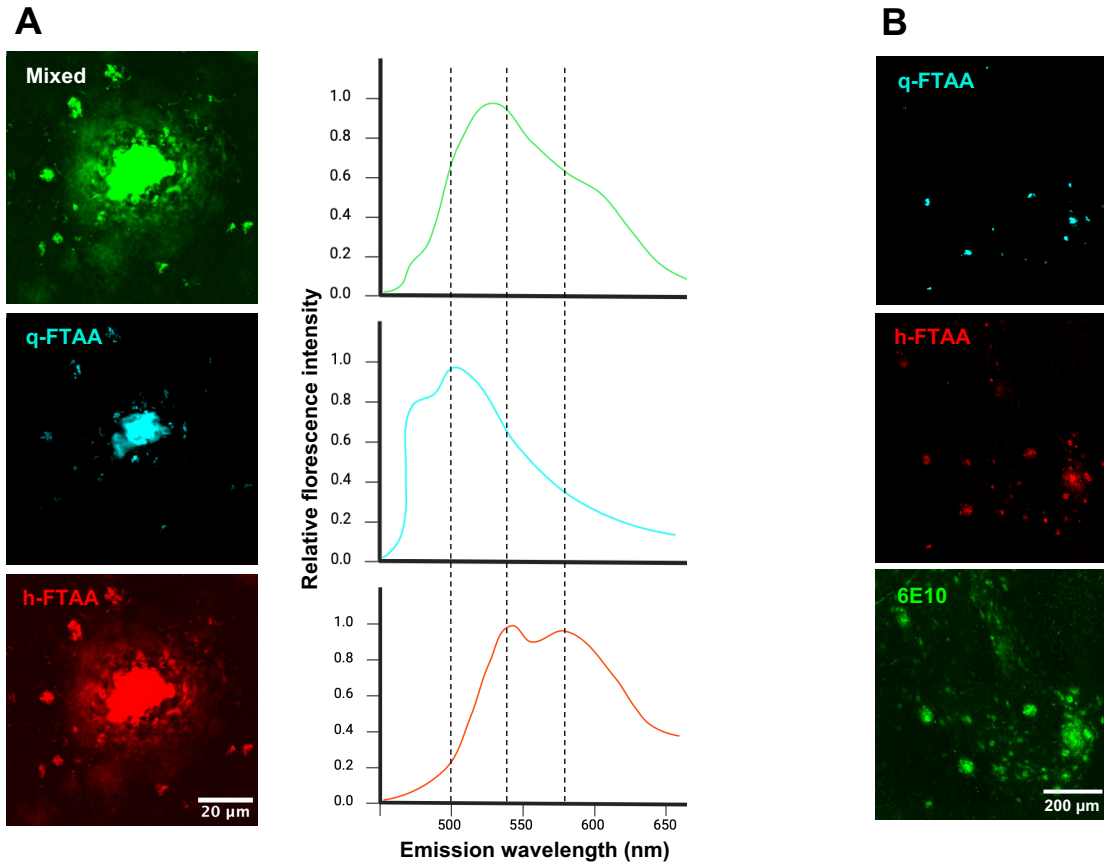 A
B
Mixed
q-FTAA
h-FTAA
20 µm
Relative florescence intensity
1.0
0.8
0.6
0.4
0.2
0.0
1.0
0.8
0.6
0.4
0.2
0.0
1.0
0.8
0.6
0.4
0.2
0.0
500
550
600
650
Emission wavelength (nm)
q-FTAA
h-FTAA
6E10
200 µm